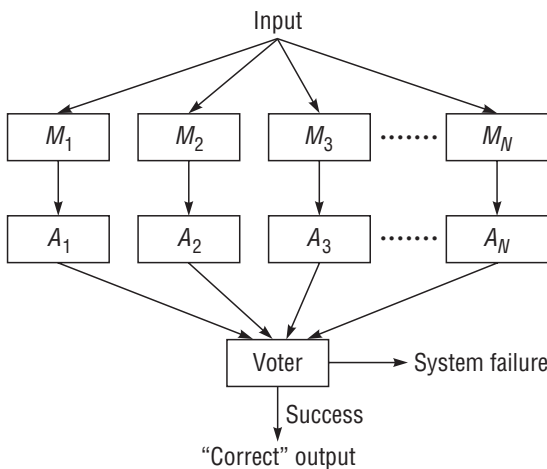 Input
M1 M2 M3 ....... MN
A1 A2 A3 ....... AN
Voter System failure
Success
“Correct” output